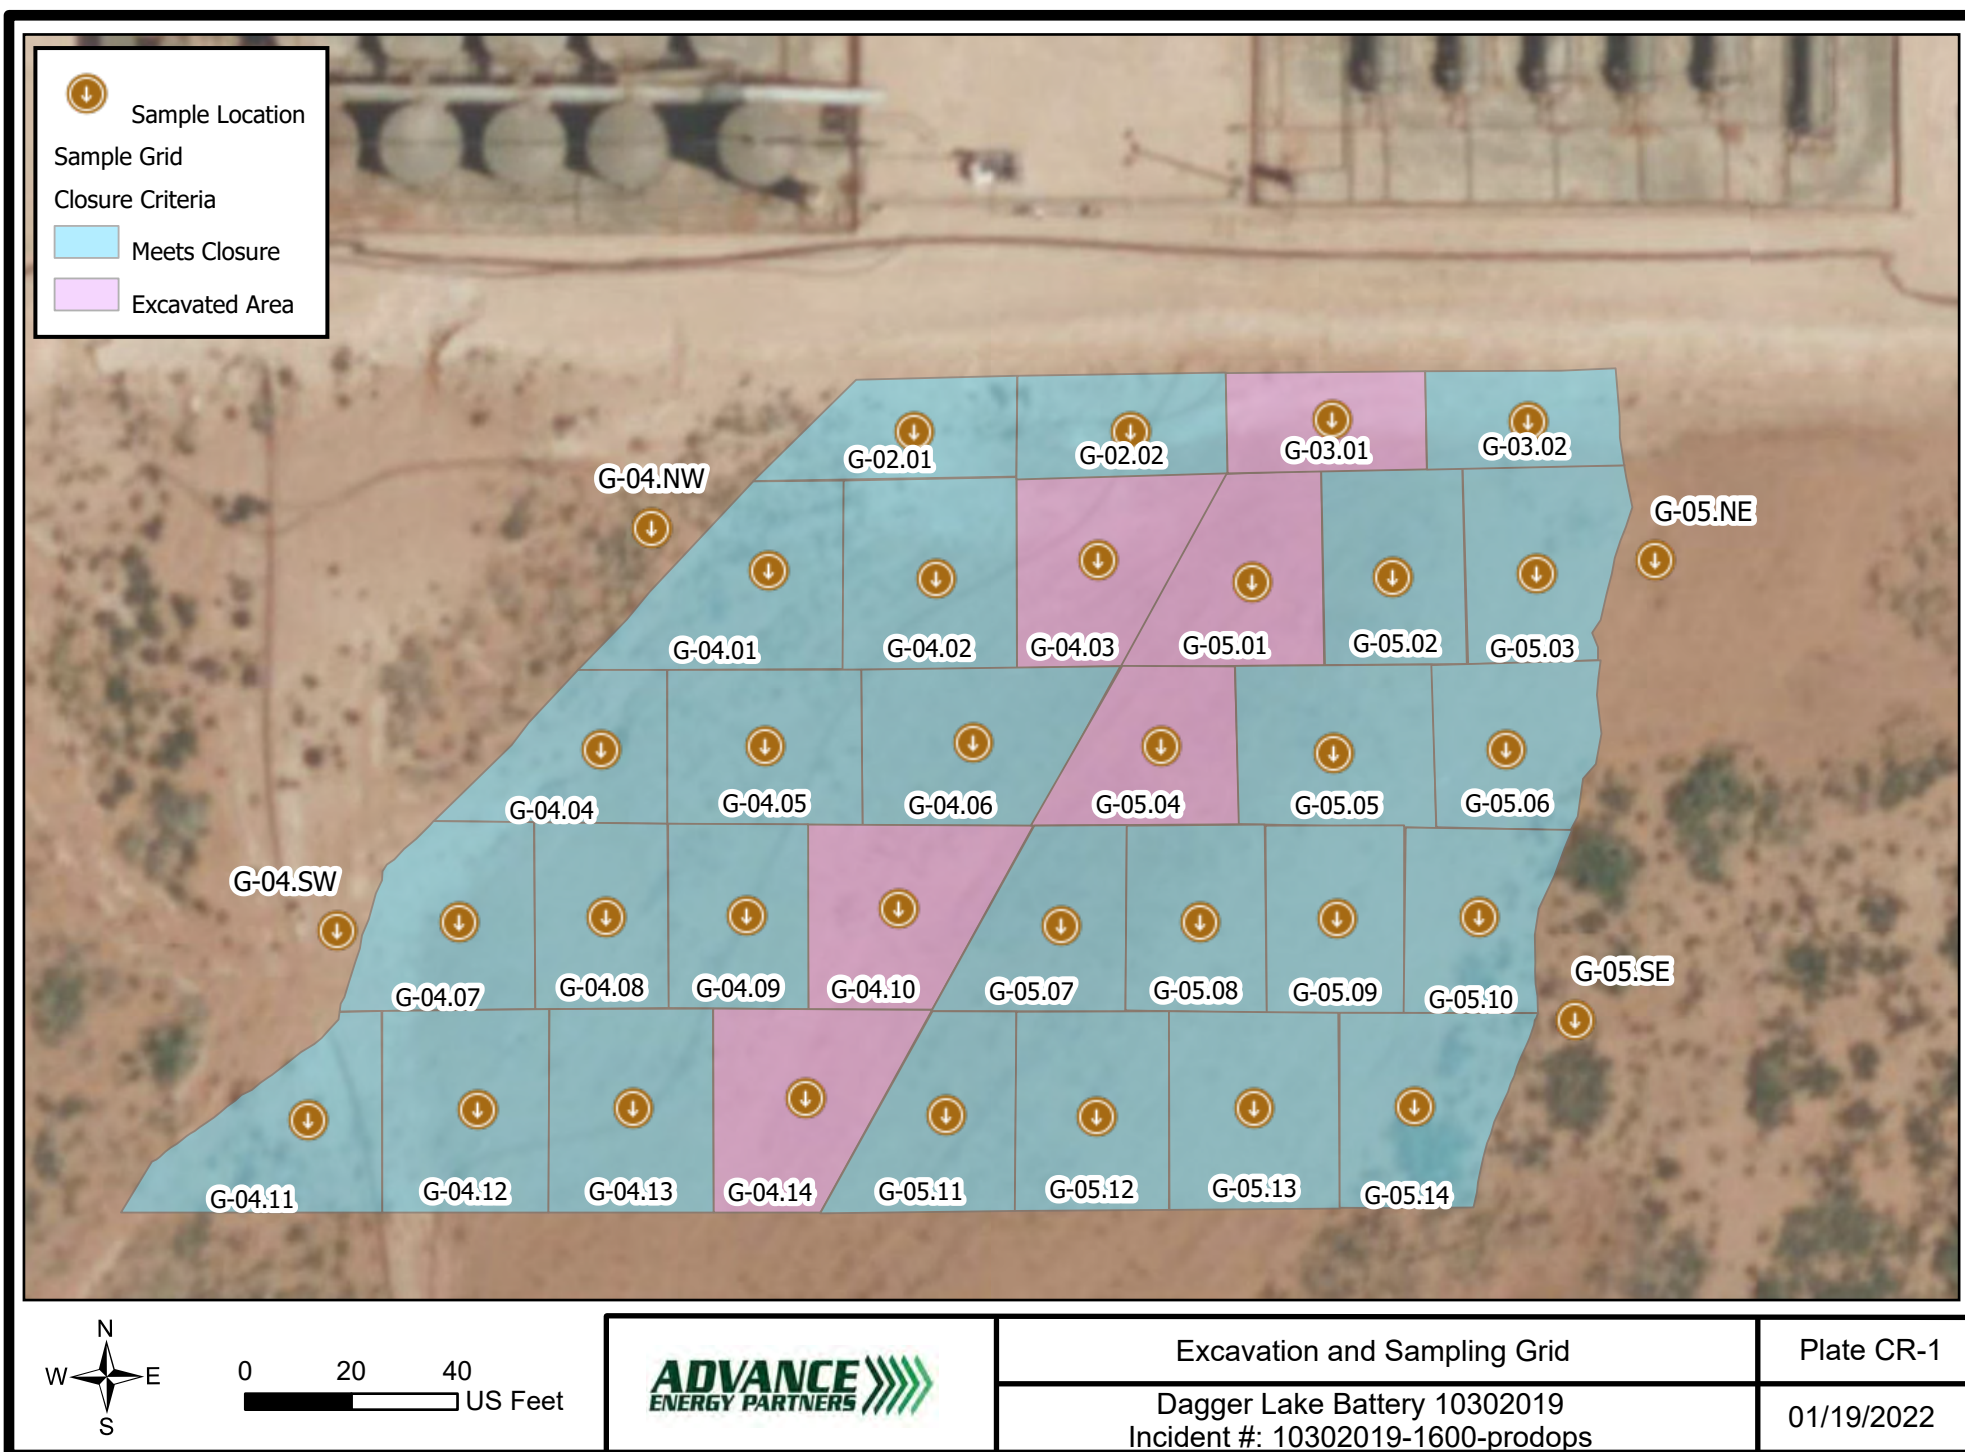 Sample Location
Sample Grid
Closure Criteria
Meets Closure
Excavated Area
G-02.01
G-02.02
G-03.01
G-03.02
G-04.NW
G-05.NE
G-04.01
G-04.02
G-04.03
G-05.01
G-05.02
G-05.03
G-04.04
G-04.05
G-04.06
G-05.04
G-05.05
G-05.06
G-04.SW
G-04.07
G-04.08
G-04.09
G-04.10
G-05.07
G-05.08
G-05.09
G-05.10
G-05.SE
G-04.11
G-04.12
G-04.13
G-04.14
G-05.11
G-05.12
G-05.13
G-05.14
N
W E
S
0 20 40
US Feet
ADVANCE
ENERGY PARTNERS
Excavation and Sampling Grid
Plate CR-1
Dagger Lake Battery 10302019
Incident #: 10302019-1600-prodops
01/19/2022